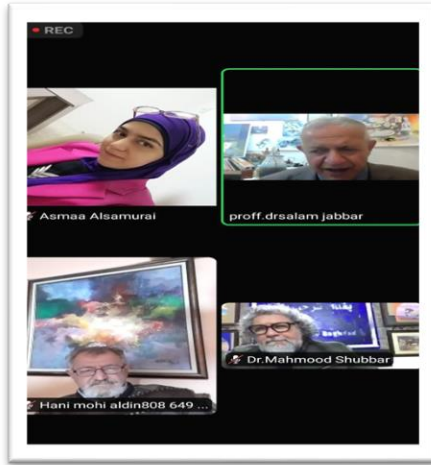 REC
Asmaa Alsamurai
proff.drsalam jabbar
Hani mohi aldin808 649 ...
Dr.Mahmood Shubbar